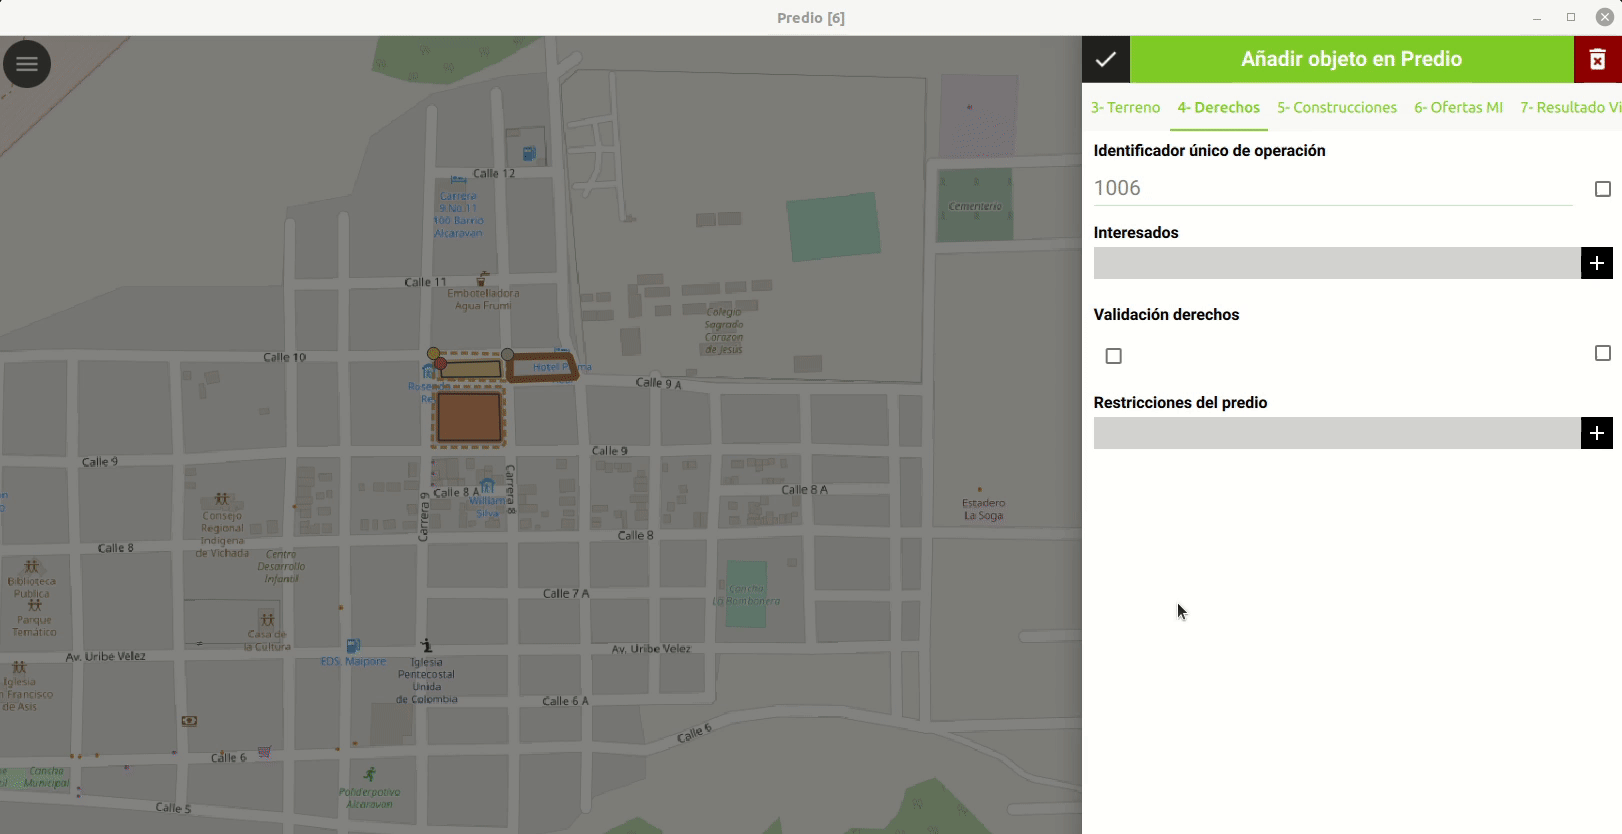 Predio [6]
Añadir objeto en Predio
3- Terreno
4- Derechos
5- Construcciones
6- Ofertas MI
7- Resultado Vi
Identificador único de operación
1006
Interesados
Validación derechos
Restricciones del predio
Calle 12
Carrera
9 No.11
100 Barrio
Alcaravan
Cementerio
Calle 11
Embotelladora
Agua Frumi
Colegio
Sagrado
Corazon
de Jesus
Calle 10
Hotel
Calle 9 A
Calle 9
Calle 9
Calle 8 A
William
Silva
Carrera 9
Carrera 8
Calle 8 A
Estadero
La Soga
Consejo
Regional
Indigena
de Vichada
Calle 8
Calle 8
Centro
Desarrollo
Infantil
Biblioteca
Publica
Parque
Temático
Calle 7 A
Cancha
La Bombonera
Casa de
la Cultura
Av. Uribe Velez
EDS. Maipore
Iglesia
Pentecostal
Unida
de Colombia
Av. Uribe Velez
Iglesia
n Francisco
de Asis
Calle 6 A
Calle 6
Calle 6
Cancha
Municipal
Polideportivo
Alcaravan
Calle 5